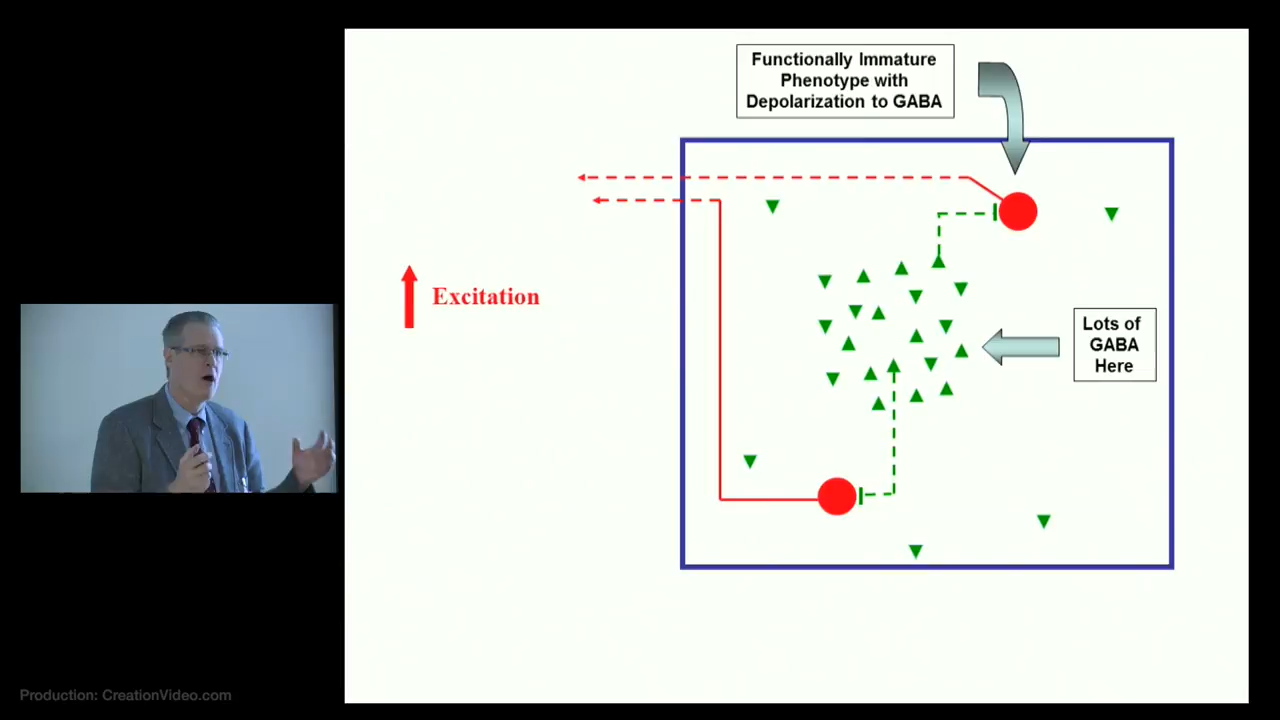 Functionally Immature
Phenotype with
Depolarization to GABA
Excitation
Lots of
GABA
Here
Production: CreationVideo.com